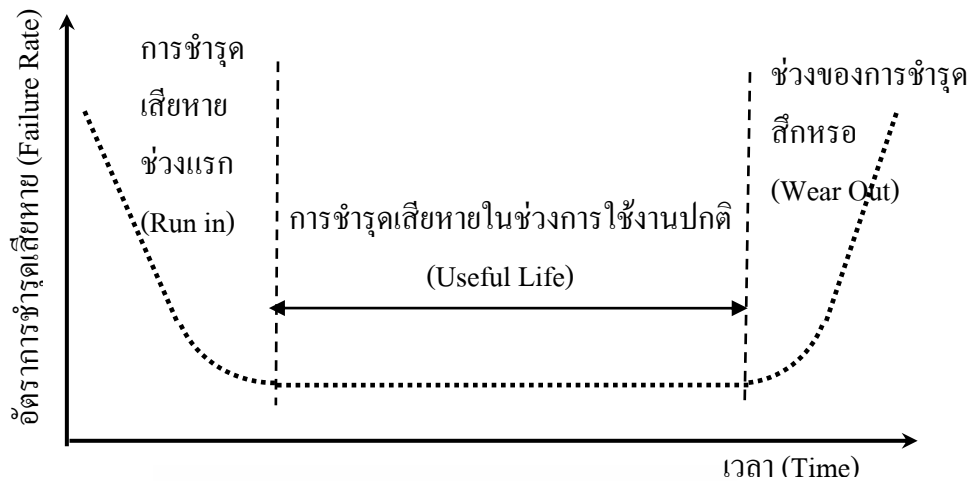 อัตราการชำรุดเสียหาย (Failure Rate)
การชำรุด
เสียหาย
ช่วงแรก
(Run in)
การชำรุดเสียหายในช่วงการใช้งานปกติ
(Useful Life)
ช่วงของการชำรุด
สึกหรอ
(Wear Out)
เวลา (Time)